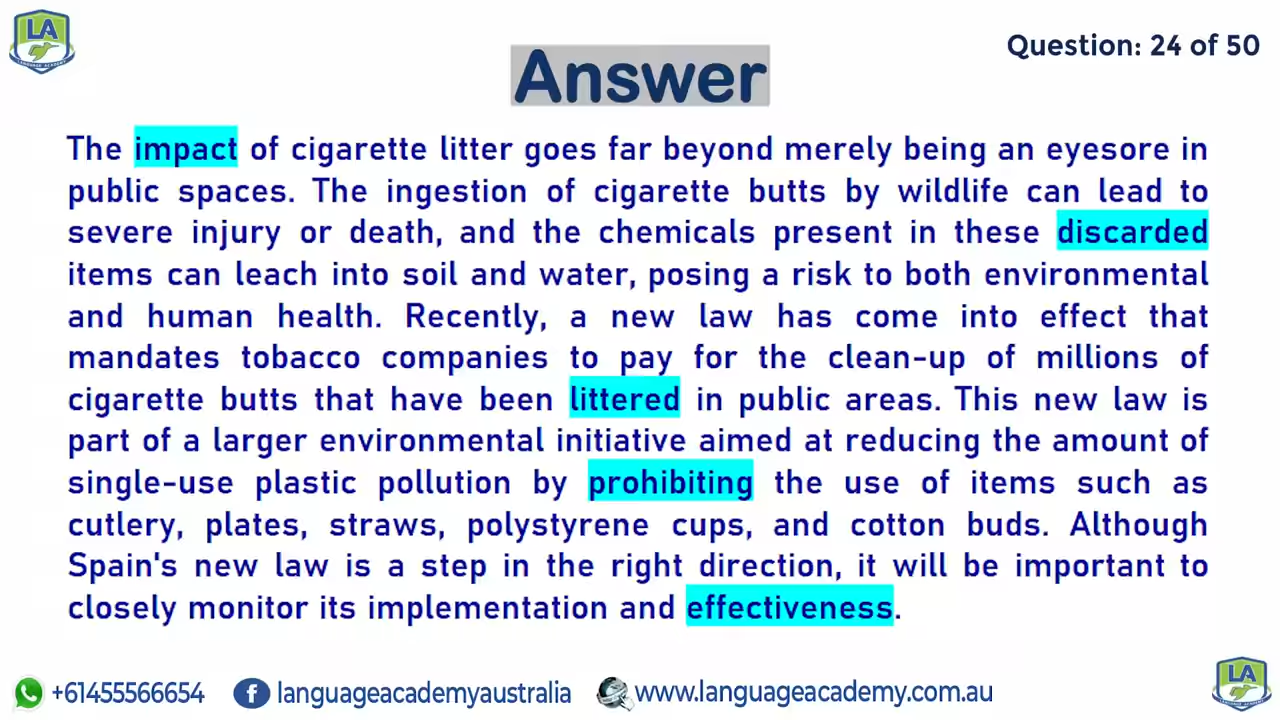 LA
LANGUAGE ACADEMY
Question: 24 of 50
Answer
The impact of cigarette litter goes far beyond merely being an eyesore in
public spaces. The ingestion of cigarette butts by wildlife can lead to
severe injury or death, and the chemicals present in these discarded
items can leach into soil and water, posing a risk to both environmental
and human health. Recently, a new law has come into effect that
mandates tobacco companies to pay for the clean-up of millions of
cigarette butts that have been littered in public areas. This new law is
part of a larger environmental initiative aimed at reducing the amount of
single-use plastic pollution by prohibiting the use of items such as
cutlery, plates, straws, polystyrene cups, and cotton buds. Although
Spain's new law is a step in the right direction, it will be important to
closely monitor its implementation and effectiveness.
+61455566654 languageacademyaustralia www.languageacademy.com.au
LA
LANGUAGE ACADEMY